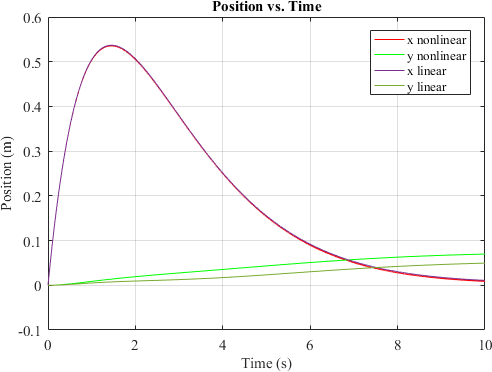 Position vs. Time
0.6
0.5
0.4
0.3
0.2
0.1
0
-0.1
Position (m)
x nonlinear
y nonlinear
x linear
y linear
0 2 4 6 8 10
Time (s)